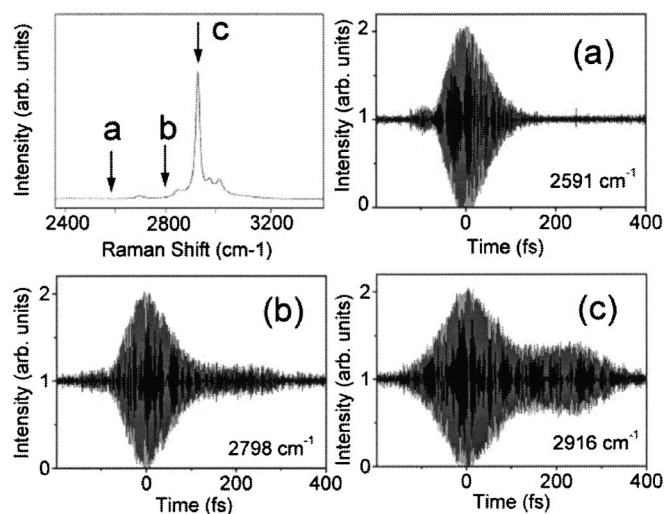 Intensity (arb. units)
a
b
c
2400
2800
3200
Raman Shift (cm-1)
Intensity (arb. units)
2
1
0
(a)
2591 cm⁻¹
0
200
400
Time (fs)
Intensity (arb. units)
2
1
0
(b)
2798 cm⁻¹
0
200
400
Time (fs)
Intensity (arb. units)
2
1
0
(c)
2916 cm⁻¹
0
200
400
Time (fs)